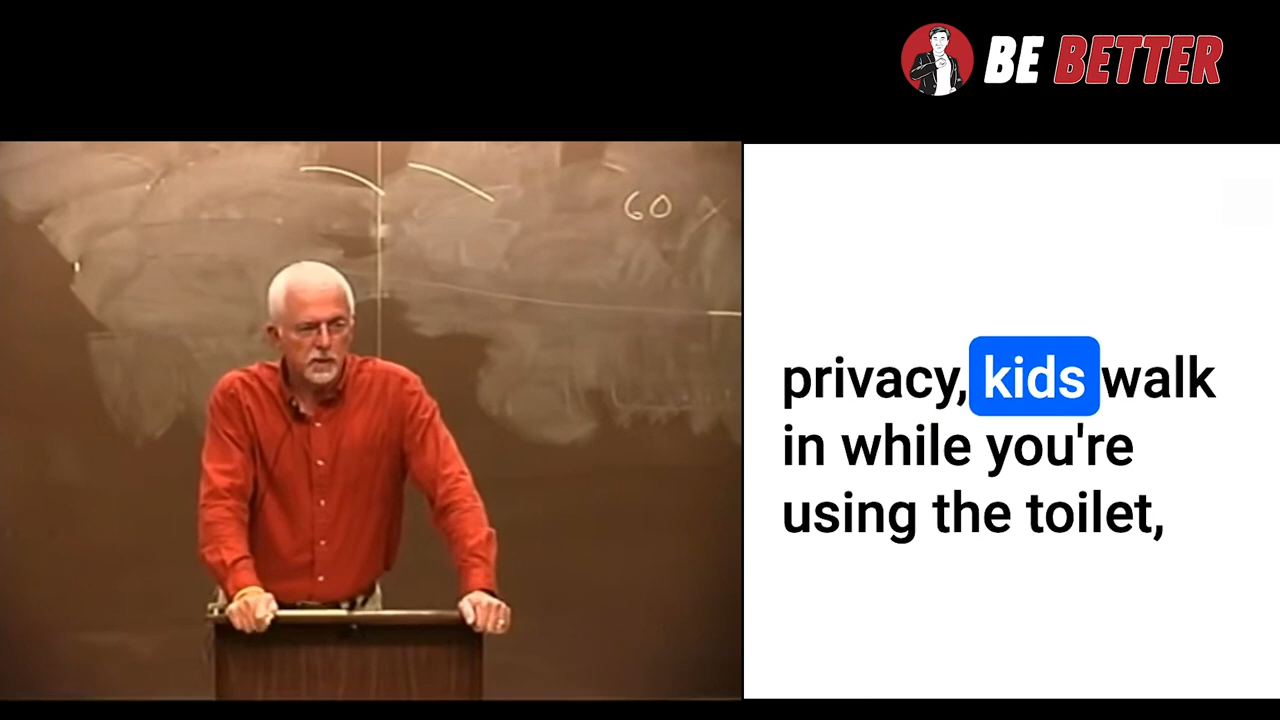 BE BETTER
60
privacy, kids walk
in while you're
using the toilet,